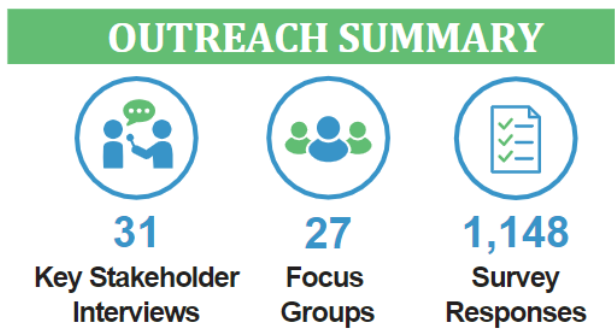 OUTREACH SUMMARY
31
Key Stakeholder
Interviews
27
Focus
Groups
1,148
Survey
Responses